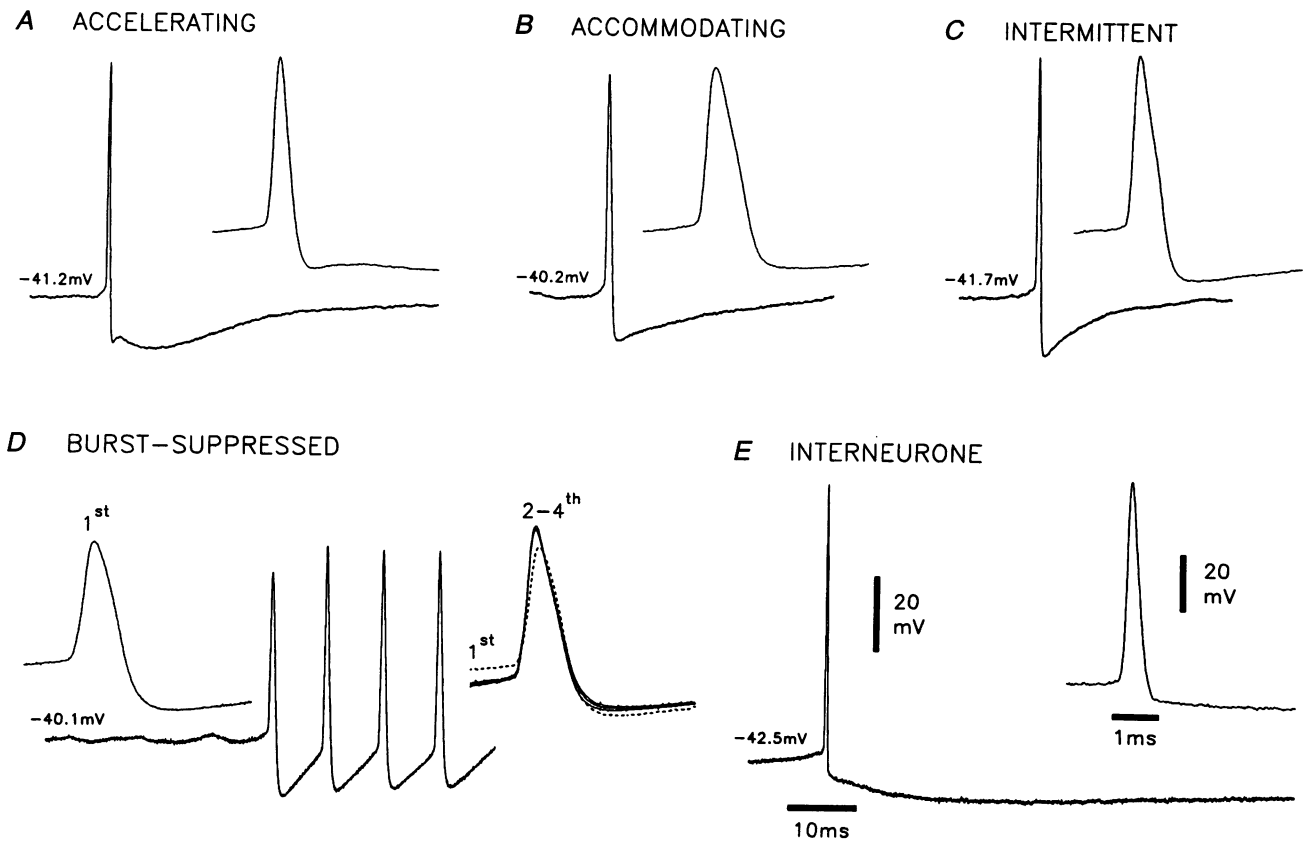 A ACCELERATING
B ACCOMMODATING
C INTERMITTENT
-41.2mV
-40.2mV
-41.7mV
D BURST-SUPPRESSED
1st
-40.1mV
2-4th
1st
E INTERNEURONE
20
mV
20
mV
-42.5mV
1ms
10ms